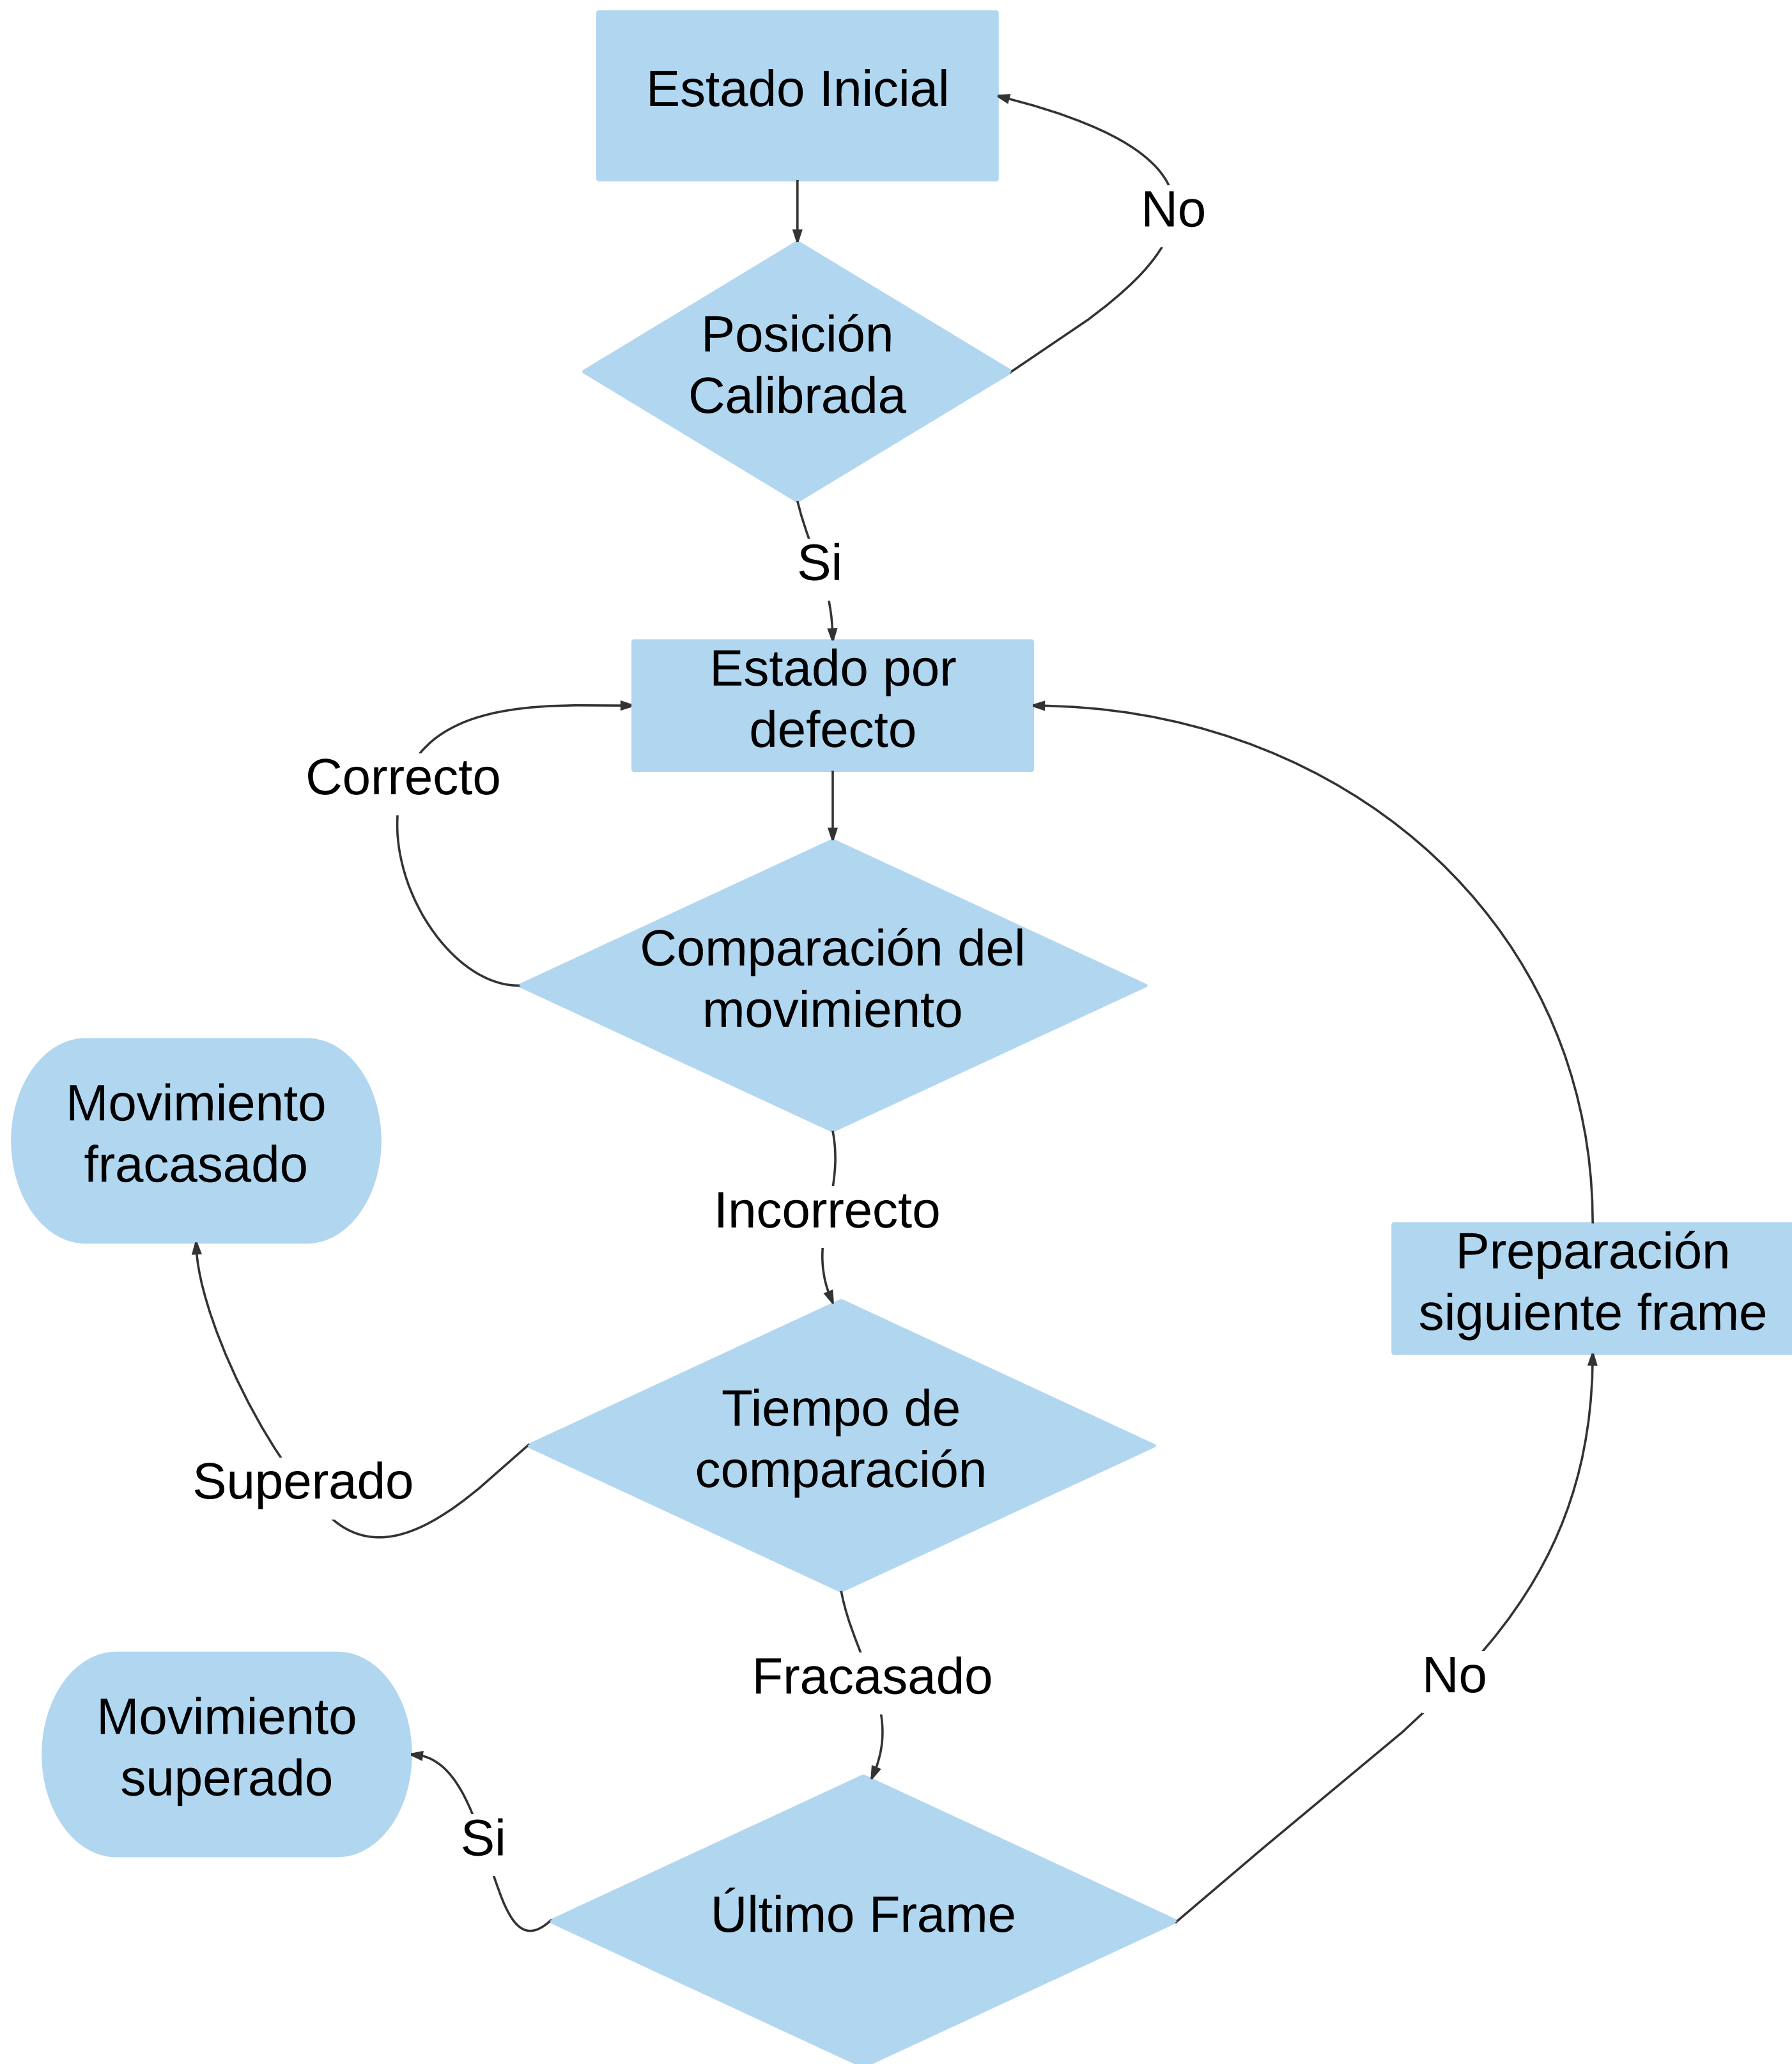 Estado Inicial
No
Posición
Calibrada
Si
Estado por
defecto
Correcto
Comparación del
movimiento
Movimiento
fracasado
Incorrecto
Preparación
siguiente frame
Tiempo de
comparación
Superado
Fracasado
No
Movimiento
superado
Si
Último Frame